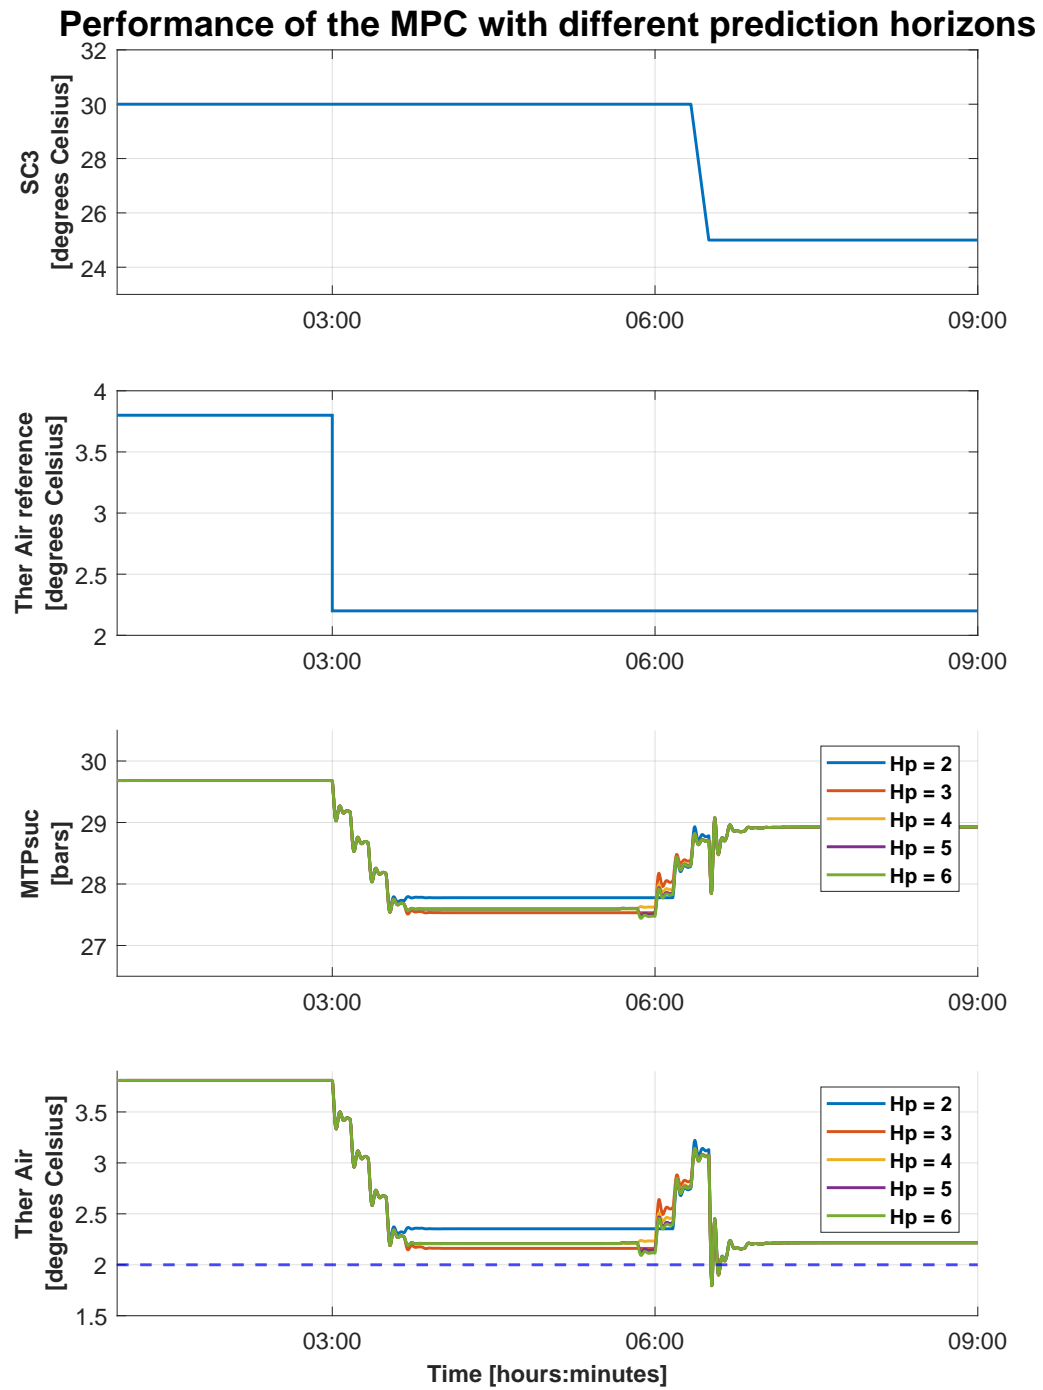 Performance of the MPC with different prediction horizons
SC3
[degrees Celsius]
32
30
28
26
24
03:00
06:00
09:00
Ther Air reference
[degrees Celsius]
4
3.5
3
2.5
2
03:00
06:00
09:00
MTPsuc
[bars]
30
29
28
27
Hp = 2
Hp = 3
Hp = 4
Hp = 5
Hp = 6
03:00
06:00
09:00
Ther Air
[degrees Celsius]
3.5
3
2.5
2
1.5
Hp = 2
Hp = 3
Hp = 4
Hp = 5
Hp = 6
03:00
06:00
09:00
Time [hours:minutes]